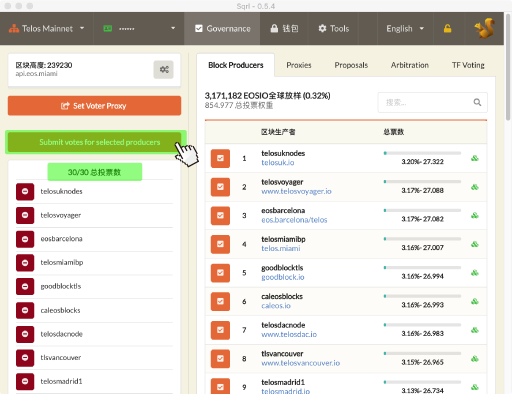 Sqrl - 0.5.4
Telos Mainnet
••••••
Governance
钱包
Tools
English
区块高度: 239230
api.eos.miami
Set Voter Proxy
Submit votes for selected producers
30/30 总投票数
telosuknodes
telosvoyager
eosbarcelona
telosmiamibp
goodblocktls
caleosblocks
telosdacnode
tlsvancouver
telosmadrid1
Block Producers
Proxies
Proposals
Arbitration
TF Voting
3,171,182 EOSIO全球放样 (0.32%)
854.977 总投票权重
搜索...
区块生产者 总票数
1 telosuknodes 3.20%- 27.322
telosuk.io
2 telosvoyager 3.17%- 27.088
www.telosvoyager.io
3 eosbarcelona 3.17%- 27.082
eos.barcelona/telos
4 telosmiamibp 3.16%- 27.007
telos.miami
5 goodblocktls 3.16%- 26.994
goodblock.io
6 caleosblocks 3.16%- 26.993
caleos.io
7 telosdacnode 3.16%- 26.983
www.telosdac.io
8 tlsvancouver 3.15%- 26.965
www.telosvancouver.io
9 telosmadrid1 3.13%- 26.734
telosmadrid.io